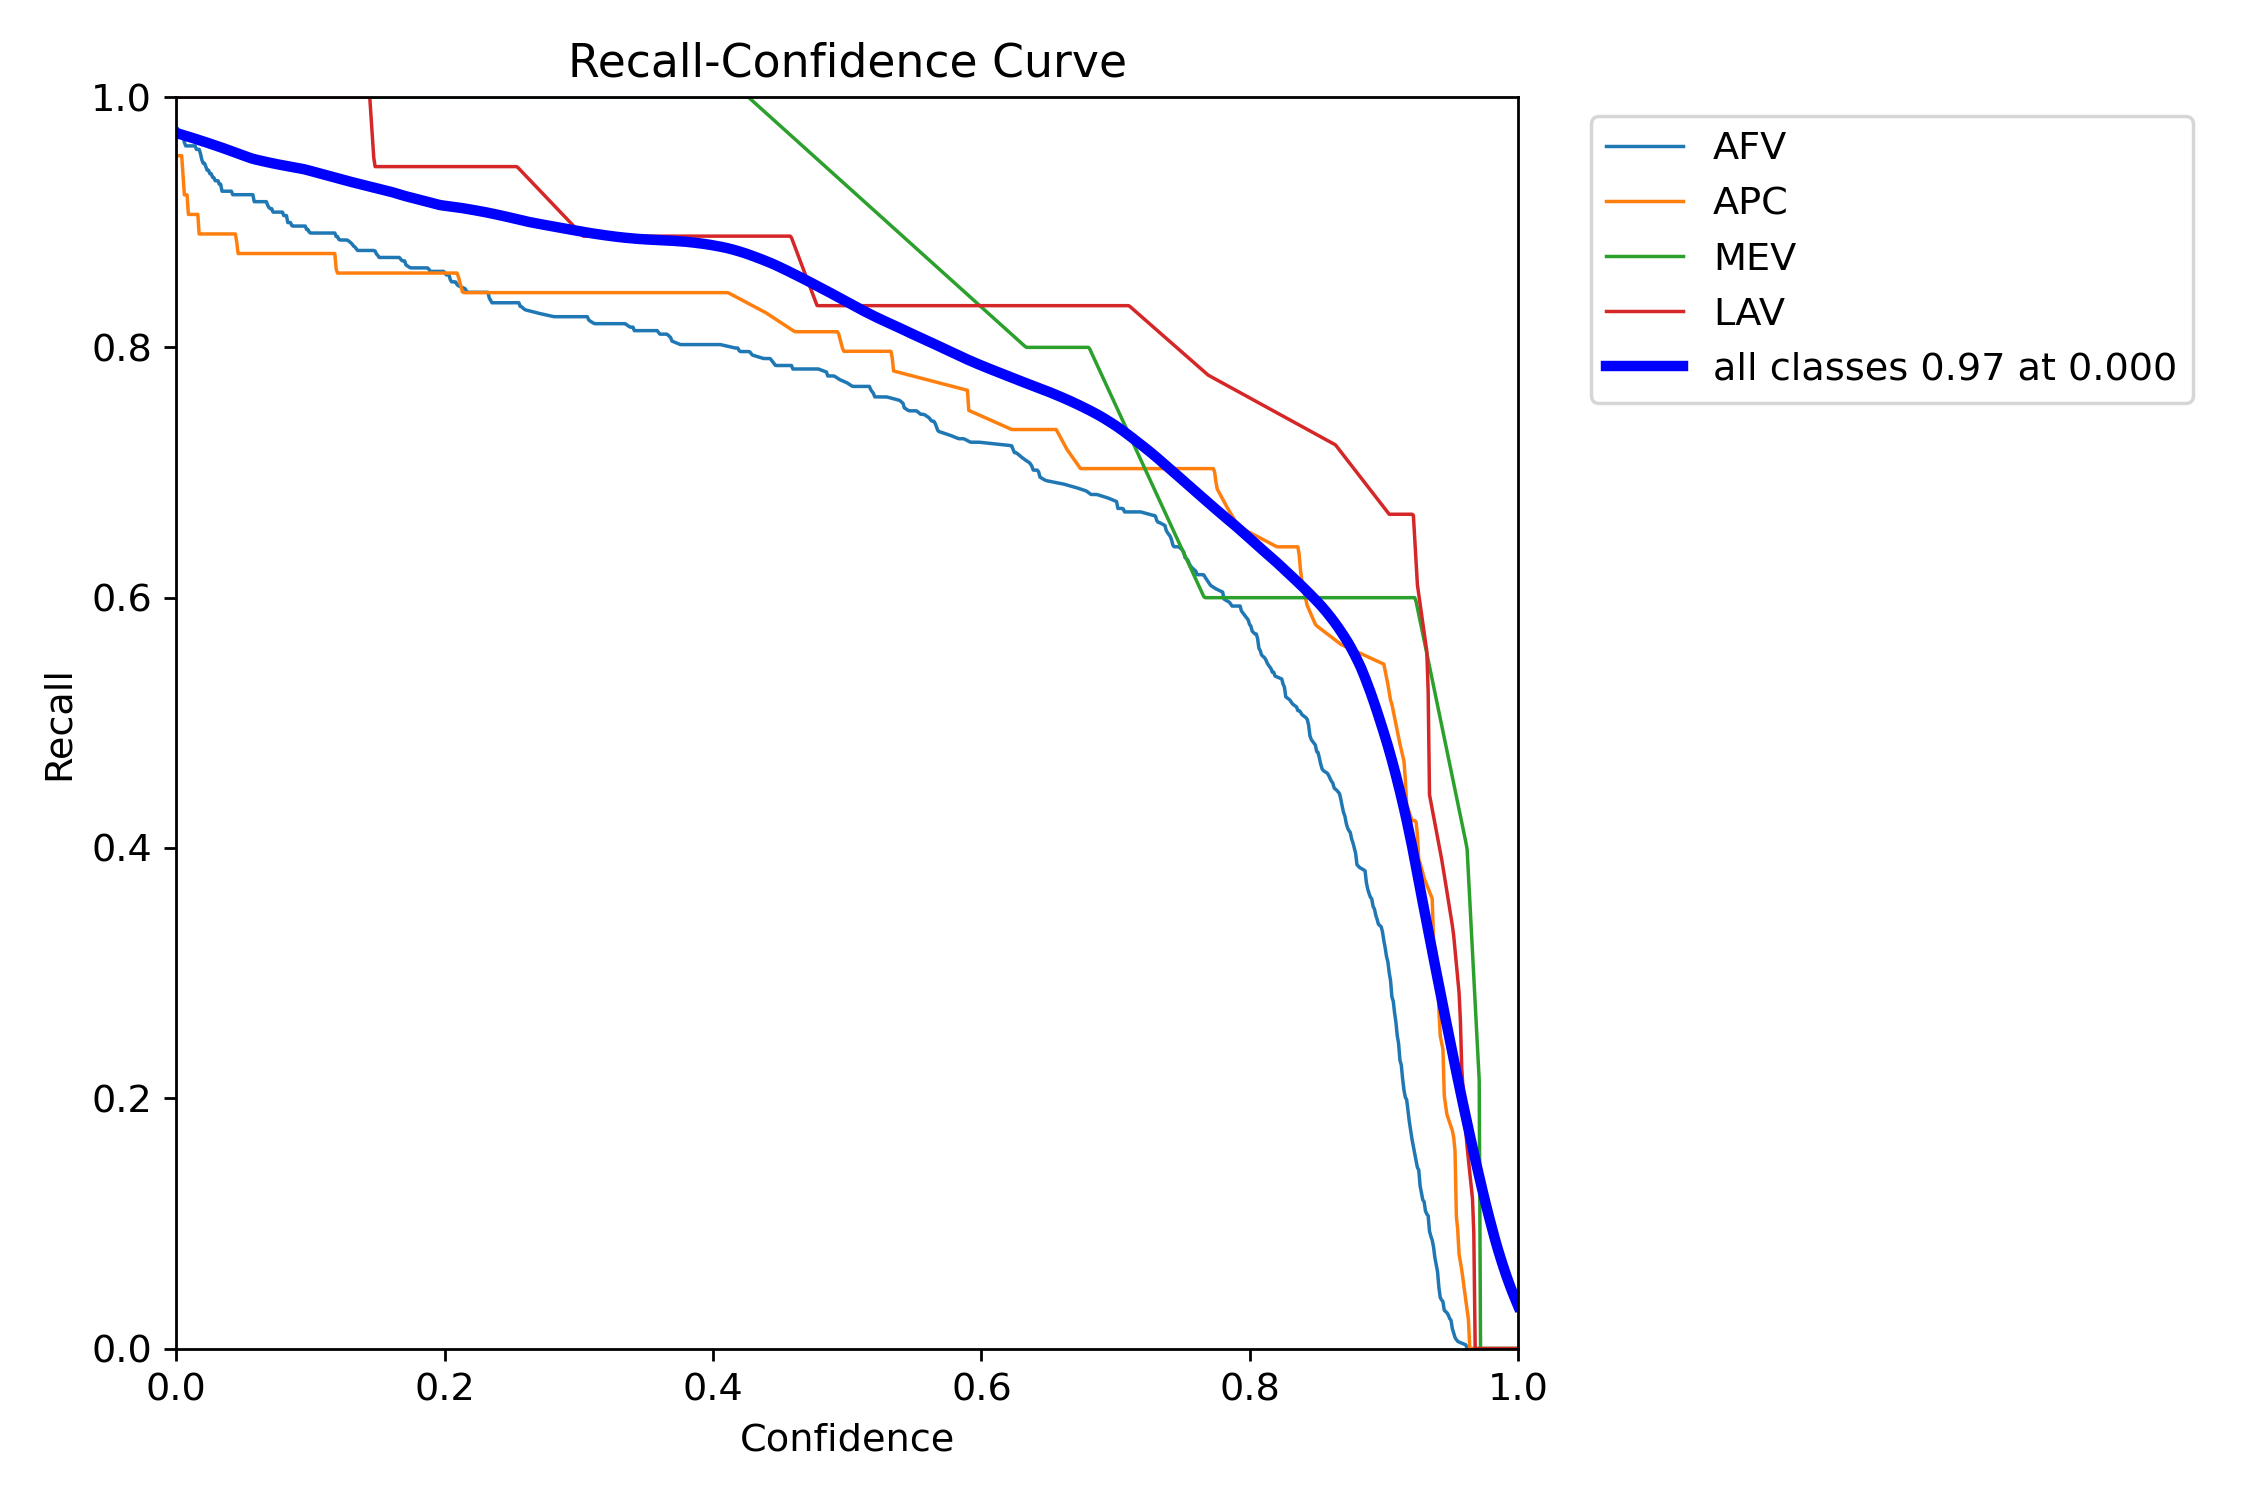 Recall-Confidence Curve
1.0
0.8
0.6
0.4
0.2
0.0
Recall
0.0 0.2 0.4 0.6 0.8 1.0
Confidence
AFV
APC
MEV
LAV
all classes 0.97 at 0.000